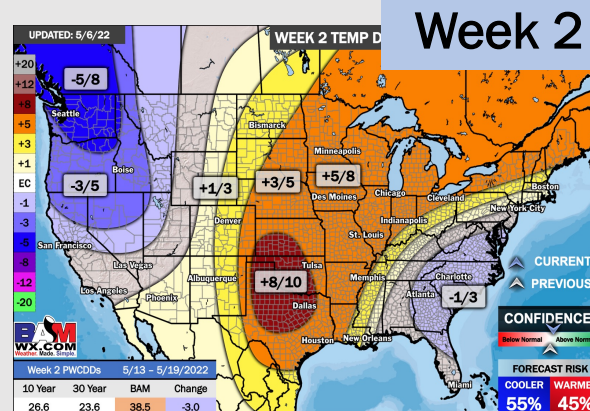 Week 2
UPDATED: 5/6/22
WEEK 2 TEMP
+20
+12
+8
+5
+3
+1
EC
-1
-3
-5
-8
-12
-20
-5/8
Seattle
Bismarck
Minneapolis
Boise
-3/5
+1/3
+3/5
+5/8
Des Moines
Chicago
Cleveland
Boston
New York City
Denver
Indianapolis
St. Louis
San Francisco
Las Vegas
Albuquerque
Tulsa
Memphis
Charlotte
CURRENT
PREVIOUS
Los Angeles
Phoenix
+8/10
Dallas
Atlanta
-1/3
Houston
New Orleans
Miami
CONFIDENCE
Below Normal
Above Norm
FORECAST RISK
COOLER
WARME
55%
45%
BAM
WX.COM
Weather. Made. Simple.
Week 2 PWCDDs 5/13 – 5/19/2022
10 Year 30 Year BAM Change
26.6 23.6 38.5 -3.0